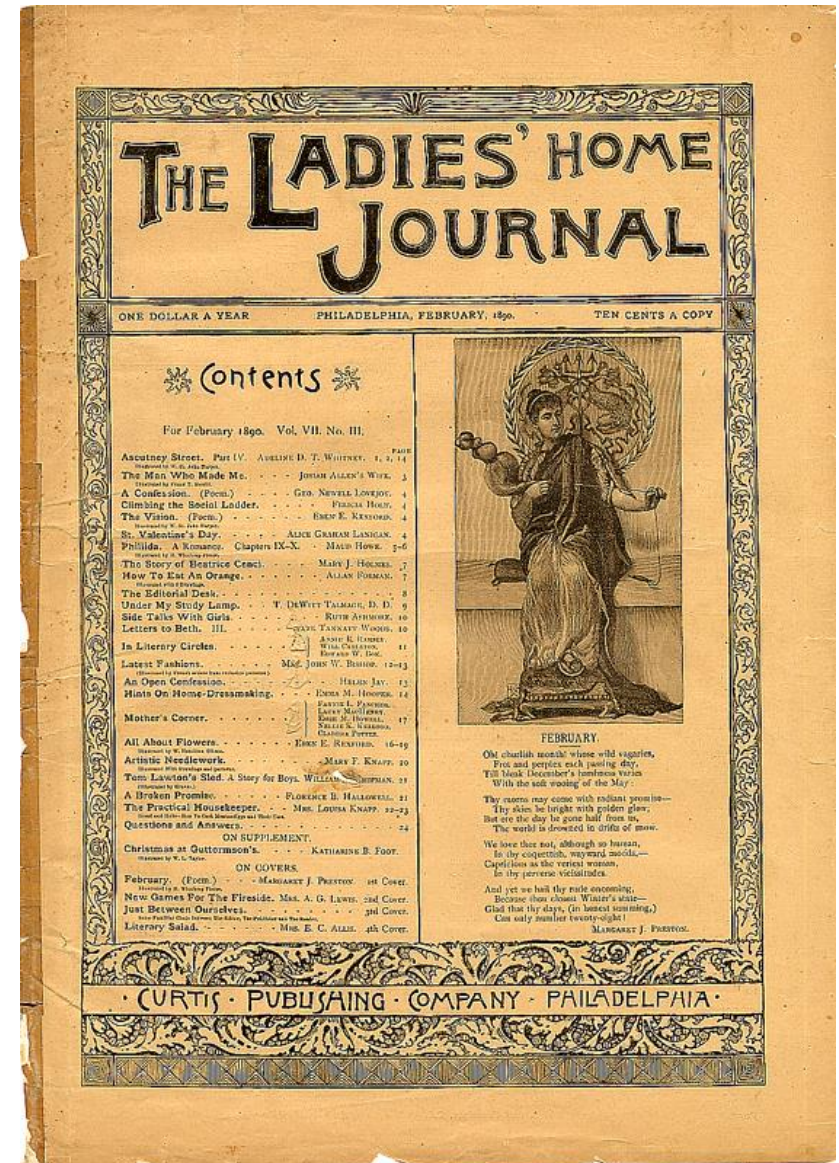 THE LADIES' HOME
JOURNAL
ONE DOLLAR A YEAR PHILADELPHIA, FEBRUARY, 1890. TEN CENTS A COPY
Contents
For February 1890. Vol. VII. No. III.
PAGE
Ascutney Street. Part IV. ADELINE D. T. WHITNEY. 1, 2, 14
The Man Who Made Me. JOSIAH ALLEN'S WIFE. 3
A Confession. (Poem.) GEO. NEWELL LOVEJOY. 4
Climbing the Social Ladder. FELICIA HOLT. 4
The Vision. (Poem.) EBEN E. REXFORD. 4
St. Valentine's Day. ALICE GRAHAM LANIGAN. 4
Phillida. A Romance. Chapters IX-X. MAUD HOWE. 5-6
The Story of Beatrice Cenci. MARY J. HOLMES. 7
How To Eat An Orange. ALLAN FORMAN. 7
The Editorial Desk. 8
Under My Study Lamp. T. DEWITT TALMAGE, D. D. 9
Side Talks With Girls. RUTH ASHMORE. 10
Letters to Beth. III. KATE TANNATT WOODS. 10
In Literary Circles. 11
WILL CARLETON,
EDWARD W. BOK.
Latest Fashions. MRS. JOHN W. BISHOP. 12-13
An Open Confession. HELEN JAY. 13
Hints On Home-Dressmaking. EMMA M. HOOPER. 14
Mother's Corner. 17
All About Flowers. EBEN E. REXFORD. 16-19
Artistic Needlework. MARY F. KNAPP. 20
Tom Lawton's Sled. A Story for Boys. WILLIAM 21
A Broken Promise. FLORENCE B. HALLOWELL. 21
The Practical Housekeeper. MRS. LOUISA KNAPP. 22-23
Questions and Answers. 24
ON SUPPLEMENT.
Christmas at Guttormson's. KATHARINE B. FOOT.
ON COVERS.
February. (Poem.) MARGARET J. PRESTON. 1st Cover.
New Games For The Fireside. MRS. A. G. LEWIS. 2nd Cover.
Just Between Ourselves. 3rd Cover.
Literary Salad. MRS. E. C. ALLIS. 4th Cover.
FEBRUARY.
Oh! churlish month! whose wild vagaries,
Fret and perplex each passing day,
Till bleak December's harshness varies
With the soft wooing of the May:
Thy morns may come with radiant promise—
Thy skies be bright with golden glow;
But ere the day be gone half from us,
The world is drowned in drifts of snow.
We love thee not, although so human,
In thy coquettish, wayward moods,—
Capricious as the veriest woman,
In thy perverse vicissitudes.
And yet we hail thy rude oncoming,
Because thou closest Winter's state—
Glad that thy days, (in honest summing,)
Can only number twenty-eight!
MARGARET J. PRESTON.
· CURTIS · PUBLISHING · COMPANY · PHILADELPHIA ·